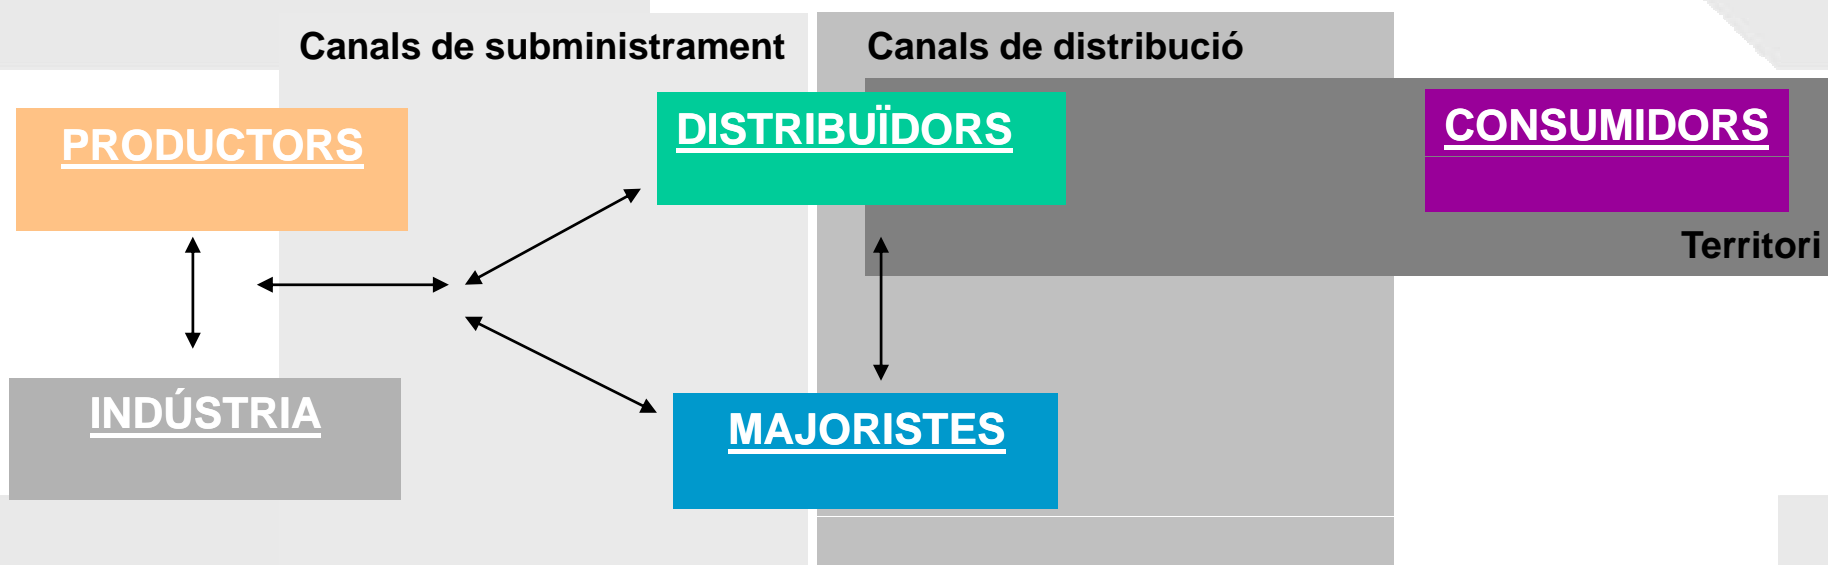 Canals de subministrament
Canals de distribució
PRODUCTORS
DISTRIBUÏDORS
CONSUMIDORS
Territori
INDÚSTRIA
MAJORISTES